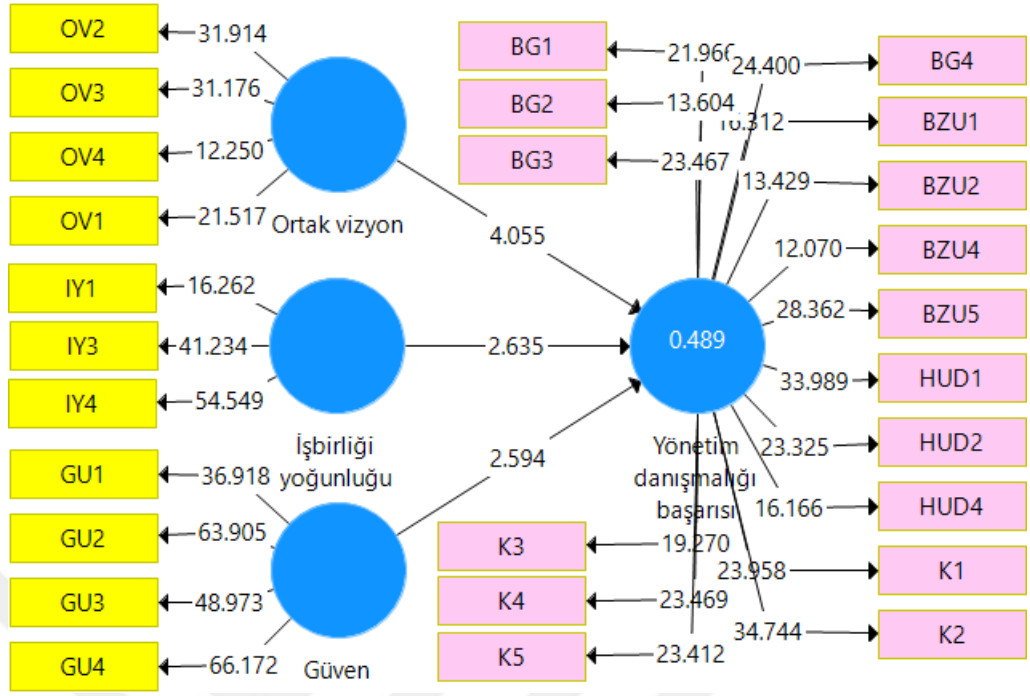 OV2
31.914
OV3
31.176
OV4
12.250
OV1
21.517
Ortak vizyon
IY1
16.262
IY3
41.234
IY4
54.549
İşbirliği
yoğunluğu
GU1
36.918
GU2
63.905
GU3
48.973
GU4
66.172
Güven
4.055
2.635
2.594
0.489
Yönetim
danışmalığı
başarısı
BG1
21.966
BG2
13.604
BG3
23.467
K3
19.270
K4
23.469
K5
23.412
24.400
BG4
16.312
BZU1
13.429
BZU2
12.070
BZU4
28.362
BZU5
33.989
HUD1
23.325
HUD2
16.166
HUD4
23.958
K1
34.744
K2